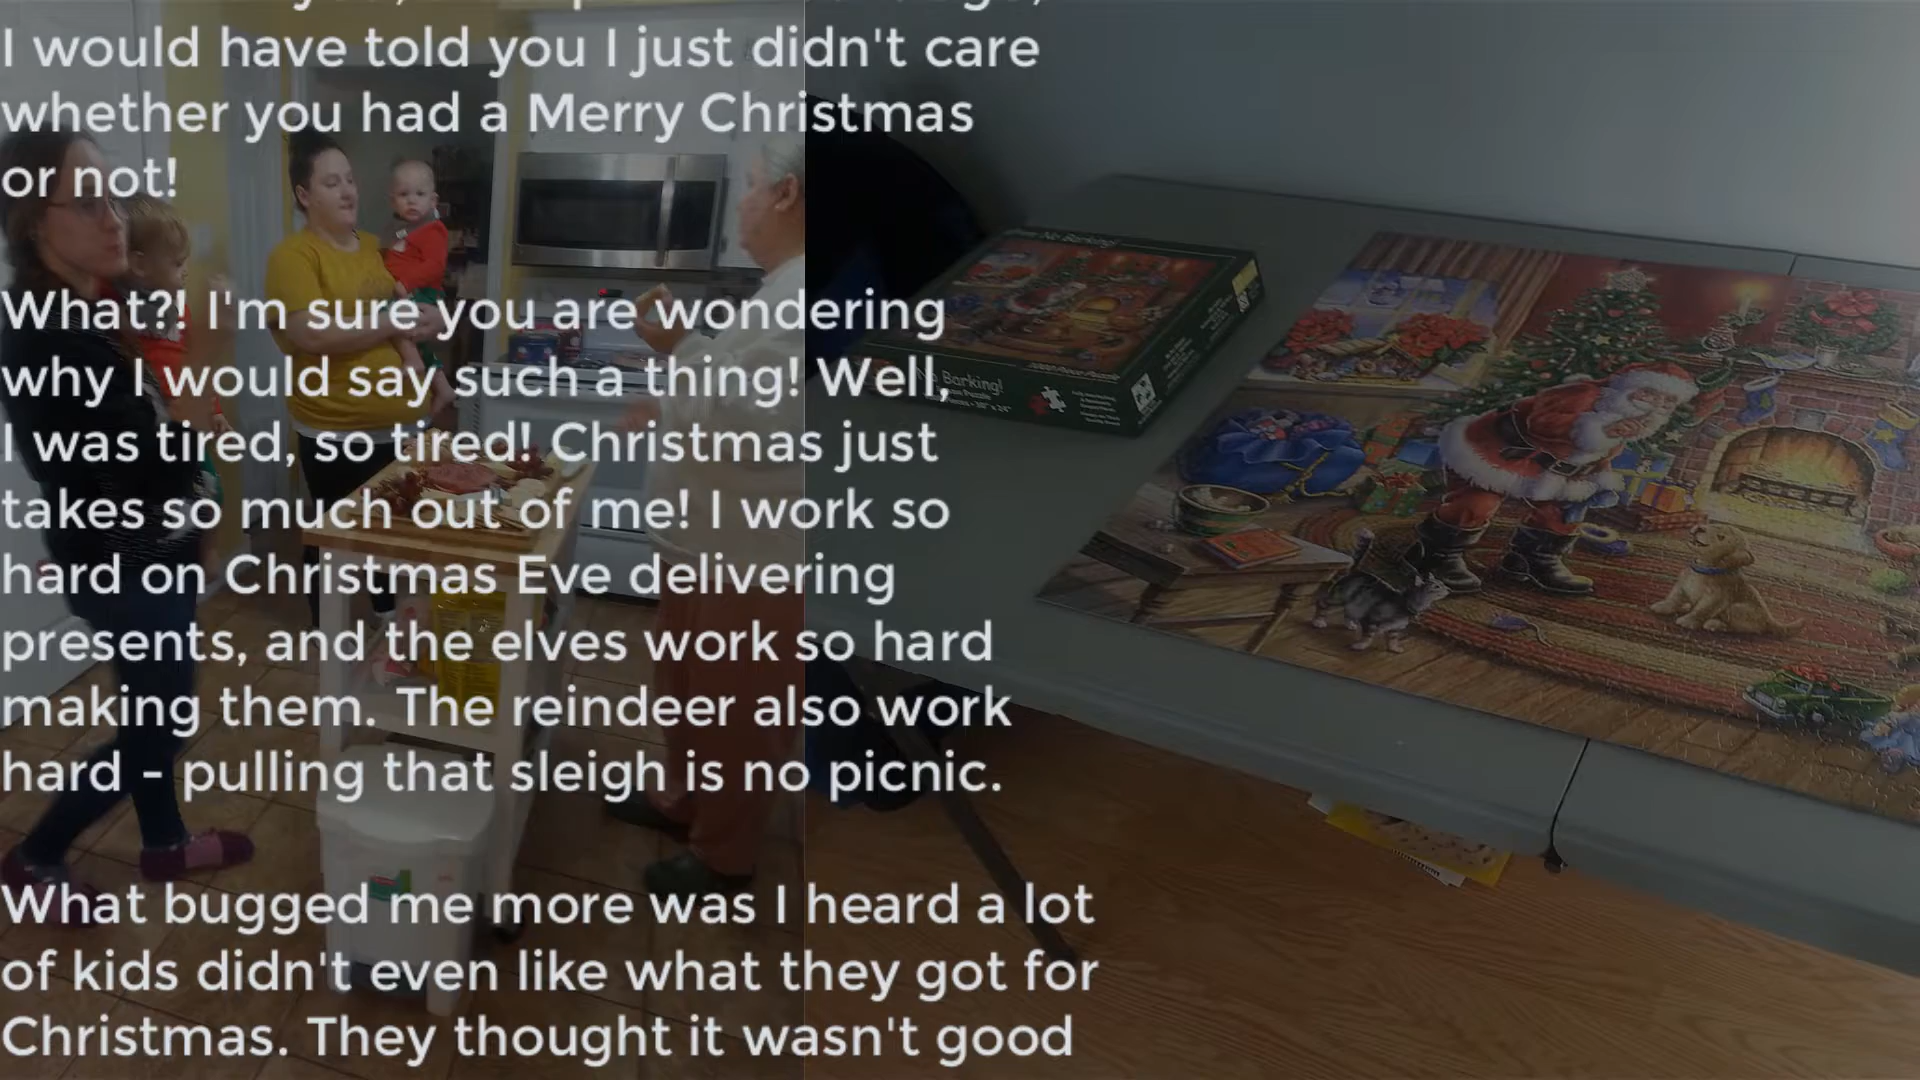 I would have told you I just didn't care
whether you had a Merry Christmas
or not!
What?! I'm sure you are wondering
why I would say such a thing! Well,
I was tired, so tired! Christmas just
takes so much out of me! I work so
hard on Christmas Eve delivering
presents, and the elves work so hard
making them. The reindeer also work
hard - pulling that sleigh is no picnic.
What bugged me more was I heard a lot
of kids didn't even like what they got for
Christmas. They thought it wasn't good
No Barking!
No Barking!